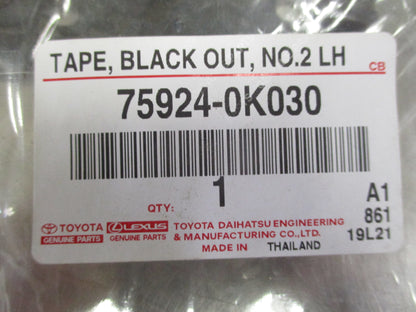 TAPE, BLACK OUT, NO.2 LH
CB
75924-0K030
QTY: 1
A1
861
19L21
TOYOTA
GENUINE PARTS
LEXUS
GENUINE PARTS
TOYOTA DAIHATSU ENGINEERING
& MANUFACTURING CO.,LTD.
MADE IN THAILAND